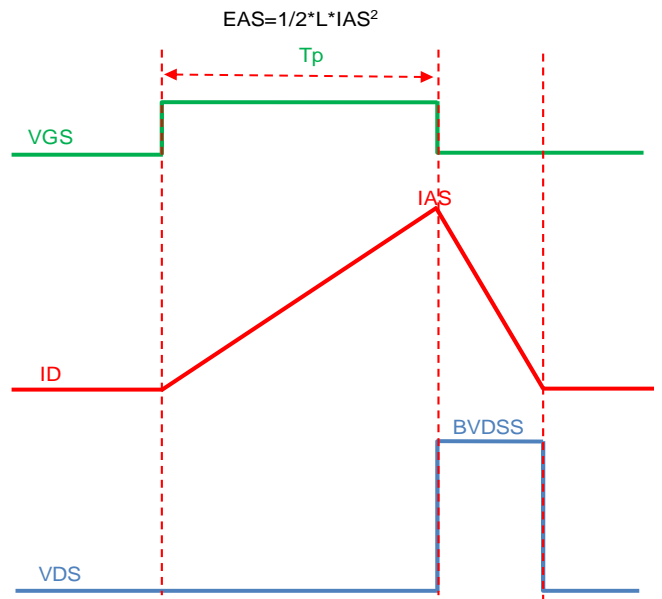 EAS=1/2*L*IAS²
Tp
VGS
IAS
ID
BVDSS
VDS